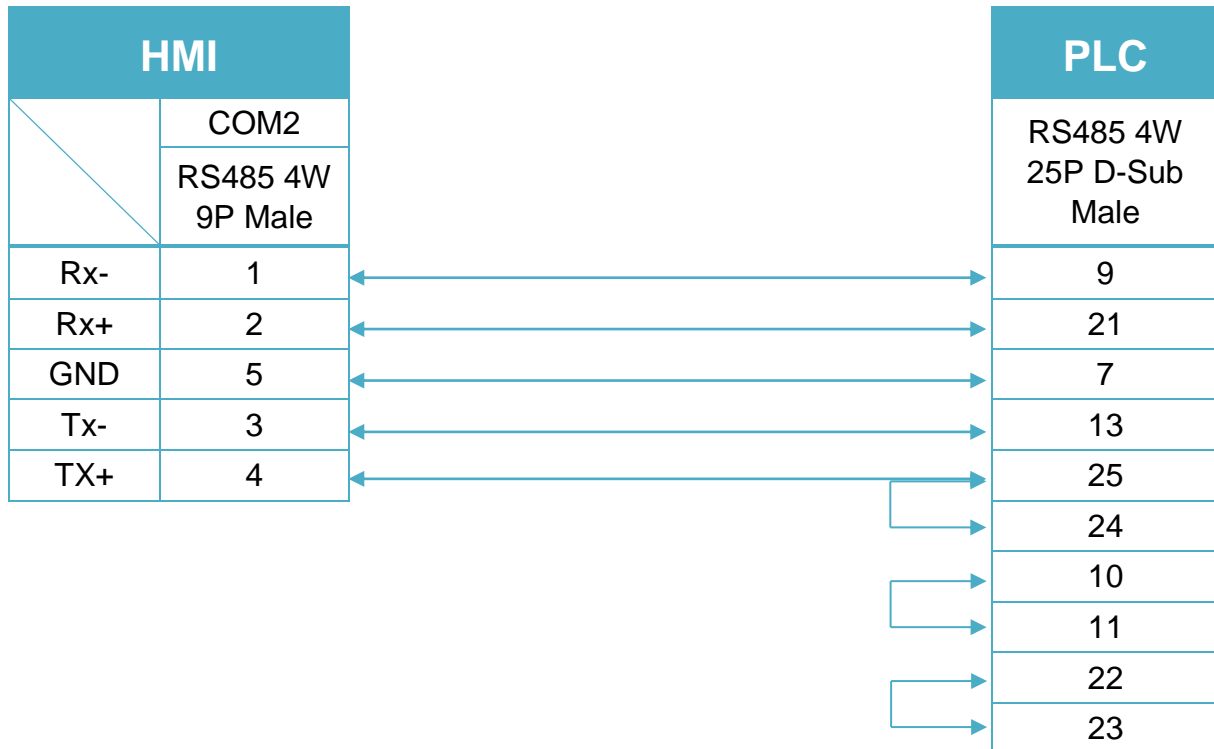 HMI
PLC
COM2
RS485 4W
9P Male
RS485 4W
25P D-Sub
Male
Rx- 1 9
Rx+ 2 21
GND 5 7
Tx- 3 13
TX+ 4 25
24
10
11
22
23